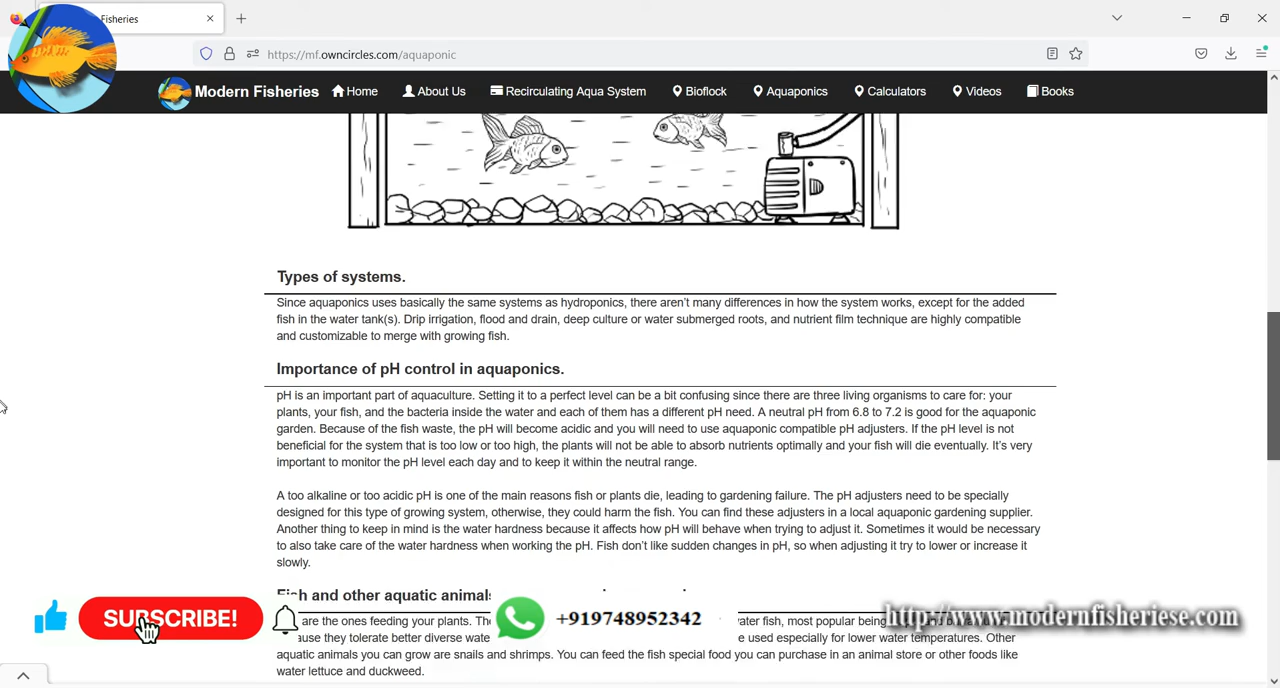 Fisheries
https://mf.owncircles.com/aquaponic
Modern Fisheries Home About Us Recirculating Aqua System Bioflock Aquaponics Calculators Videos Books
Types of systems.
Since aquaponics uses basically the same systems as hydroponics, there aren't many differences in how the system works, except for the added
fish in the water tank(s). Drip irrigation, flood and drain, deep culture or water submerged roots, and nutrient film technique are highly compatible
and customizable to merge with growing fish.
Importance of pH control in aquaponics.
pH is an important part of aquaculture. Setting it to a perfect level can be a bit confusing since there are three living organisms to care for: your
plants, your fish, and the bacteria inside the water and each of them has a different pH need. A neutral pH from 6.8 to 7.2 is good for the aquaponic
garden. Because of the fish waste, the pH will become acidic and you will need to use aquaponic compatible pH adjusters. If the pH level is not
beneficial for the system that is too low or too high, the plants will not be able to absorb nutrients optimally and your fish will die eventually. It's very
important to monitor the pH level each day and to keep it within the neutral range.
A too alkaline or too acidic pH is one of the main reasons fish or plants die, leading to gardening failure. The pH adjusters need to be specially
designed for this type of growing system, otherwise, they could harm the fish. You can find these adjusters in a local aquaponic gardening supplier.
Another thing to keep in mind is the water hardness because it affects how pH will behave when trying to adjust it. Sometimes it would be necessary
to also take care of the water hardness when working the pH. Fish don't like sudden changes in pH, so when adjusting it try to lower or increase it
slowly.
Fish and other aquatic animals
are the ones feeding your plants. fish, most popular being
they tolerate better diverse used especially for lower water temperatures. Other
aquatic animals you can grow are snails and shrimps. You can feed the fish special food you can purchase in an animal store or other foods like
water lettuce and duckweed.
SUBSCRIBE!
+919748952342
http://www.modernfisheriese.com